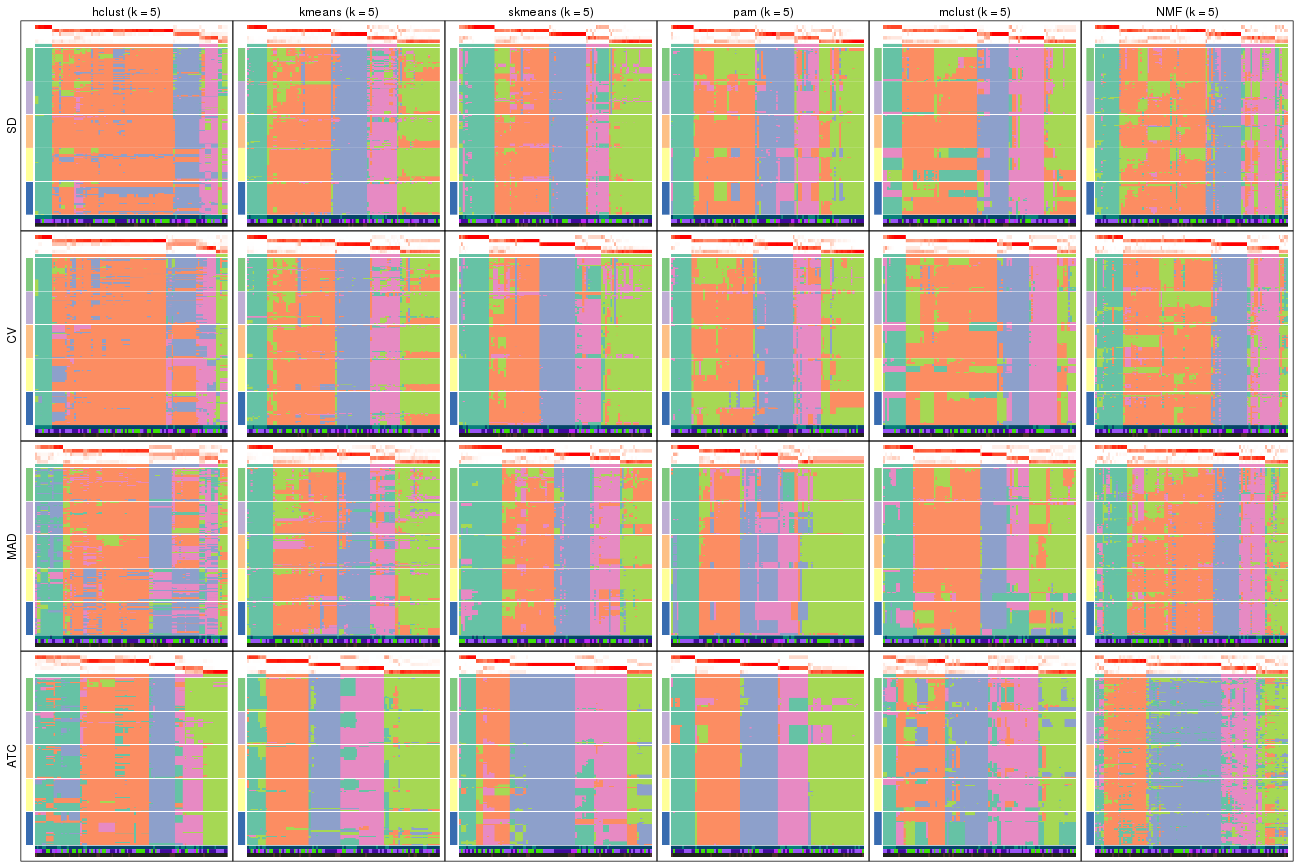 hclust (k = 5)
kmeans (k = 5)
skmeans (k = 5)
pam (k = 5)
mclust (k = 5)
NMF (k = 5)
SD
CV
MAD
ATC